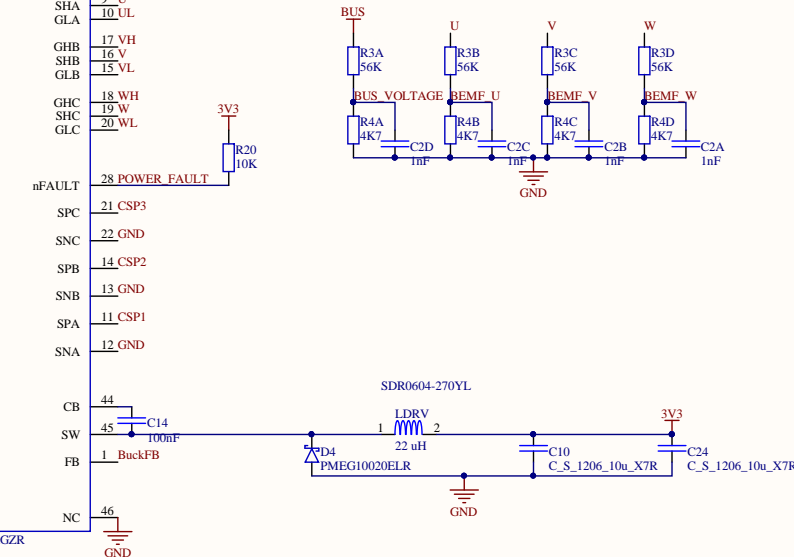 SHA 9 U
GLA 10 UL
GHB 17 VH
SHB 16 V
GLB 15 VL
GHC 18 WH
SHC 19 W
GLC 20 WL
nFAULT 28 POWER_FAULT
SPC 21 CSP3
SNC 22 GND
SPB 14 CSP2
SNB 13 GND
SPA 11 CSP1
SNA 12 GND
CB 44
SW 45
FB 1 BuckFB
NC 46
GND
GZR
3V3
R20
10K
BUS
U
V
W
R3A
56K
R3B
56K
R3C
56K
R3D
56K
BUS_VOLTAGE
BEMF_U
BEMF_V
BEMF_W
R4A
4K7
R4B
4K7
R4C
4K7
R4D
4K7
C2D
1nF
C2C
1nF
C2B
1nF
C2A
1nF
GND
C14
100nF
SDR0604-270YL
LDRV
1 2
22 uH
3V3
D4
PMEG10020ELR
C10
C_S_1206_10u_X7R
C24
C_S_1206_10u_X7R
GND